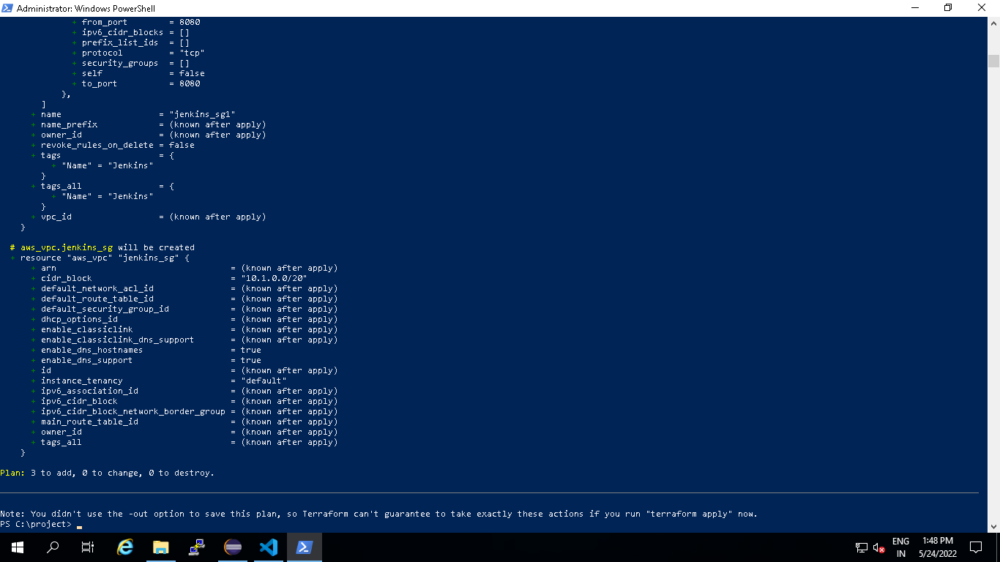 Administrator: Windows PowerShell
+ from_port = 8080
+ ipv6_cidr_blocks = []
+ prefix_list_ids = []
+ protocol = "tcp"
+ security_groups = []
+ self = false
+ to_port = 8080
},
]
+ name = "jenkins_sg1"
+ name_prefix = (known after apply)
+ owner_id = (known after apply)
+ revoke_rules_on_delete = false
+ tags = {
+ "Name" = "Jenkins"
}
+ tags_all = {
+ "Name" = "Jenkins"
}
+ vpc_id = (known after apply)
}
# aws_vpc.jenkins_sg will be created
+ resource "aws_vpc" "jenkins_sg" {
+ arn = (known after apply)
+ cidr_block = "10.1.0.0/20"
+ default_network_acl_id = (known after apply)
+ default_route_table_id = (known after apply)
+ default_security_group_id = (known after apply)
+ dhcp_options_id = (known after apply)
+ enable_classiclink = (known after apply)
+ enable_classiclink_dns_support = (known after apply)
+ enable_dns_hostnames = true
+ enable_dns_support = true
+ id = (known after apply)
+ instance_tenancy = "default"
+ ipv6_association_id = (known after apply)
+ ipv6_cidr_block = (known after apply)
+ ipv6_cidr_block_network_border_group = (known after apply)
+ main_route_table_id = (known after apply)
+ owner_id = (known after apply)
+ tags_all = (known after apply)
}
Plan: 3 to add, 0 to change, 0 to destroy.
Note: You didn't use the -out option to save this plan, so Terraform can't guarantee to take exactly these actions if you run "terraform apply" now.
PS C:\project>
ENG
IN
1:48 PM
5/24/2022